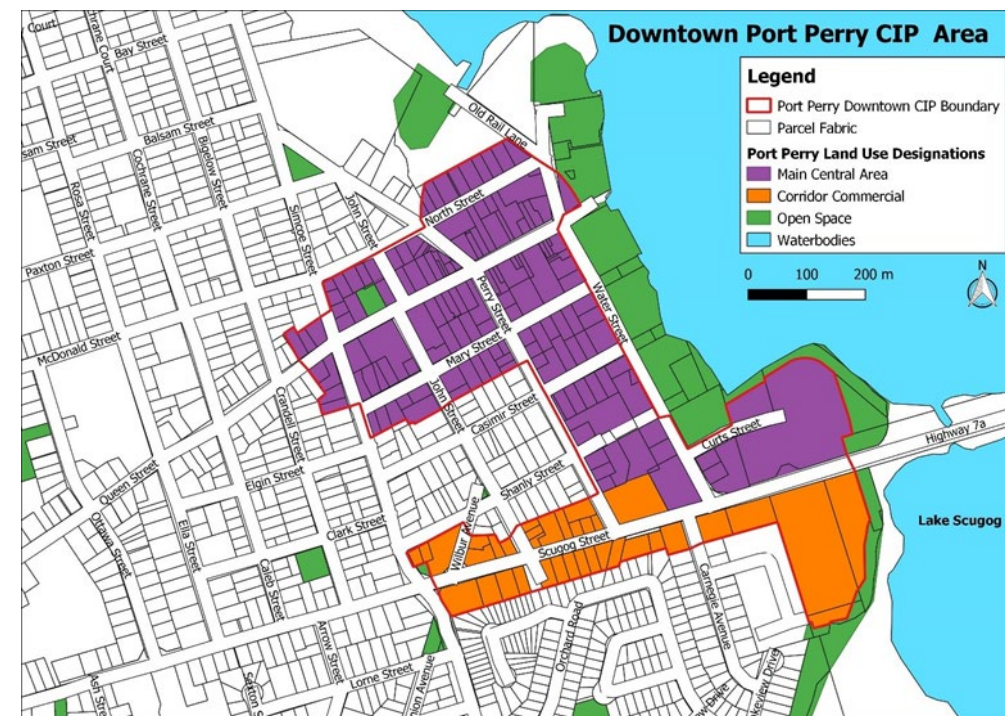 Downtown Port Perry CIP Area
Legend
Port Perry Downtown CIP Boundary
Parcel Fabric
Port Perry Land Use Designations
Main Central Area
Corridor Commercial
Open Space
Waterbodies
0 100 200 m
N
Court
Cochrane Court
Bay Street
Balsam Street
Bigelow Street
Cochrane Street
Rosa Street
Simcoe Street
John Street
Old Rail Lane
North Street
Paxton Street
McDonald Street
Perry Street
Water Street
Mary Street
John Street
Casimir Street
Crandell Street
Curts Street
Highway 7a
Queen Street
Elgin Street
Shanly Street
Lake Scugog
Ottawa Street
Ella Street
Clark Street
Wilbur Avenue
Scugog Street
Caleb Street
Carnegie Avenue
Orchard Road
Arrow Street
Lorne Street
Ash Street